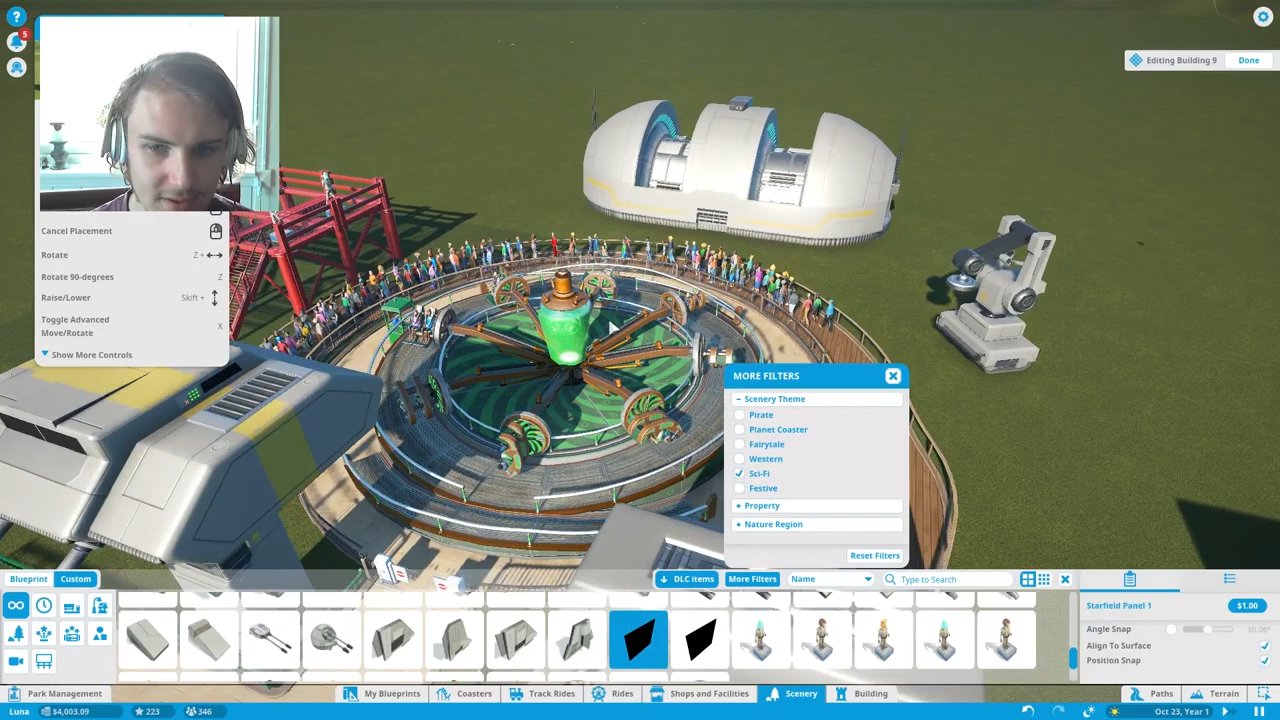 5
Editing Building 9 Done
Cancel Placement
Rotate Z +
Rotate 90-degrees Z
Raise/Lower Skift +
Toggle Advanced Move/Rotate X
Show More Controls
MORE FILTERS
− Scenery Theme
Pirate
Planet Coaster
Fairytale
Western
Sci-Fi
Festive
+ Property
+ Nature Region
Reset Filters
Blueprint Custom DLC items More Filters Name Type to Search
Starfield Panel 1 $1.00
Angle Snap 30.00°
Align To Surface
Position Snap
Park Management My Blueprints Coasters Track Rides Rides Shops and Facilities Scenery Building Paths Terrain
Luna $4,003.09 223 346 Oct 23, Year 1